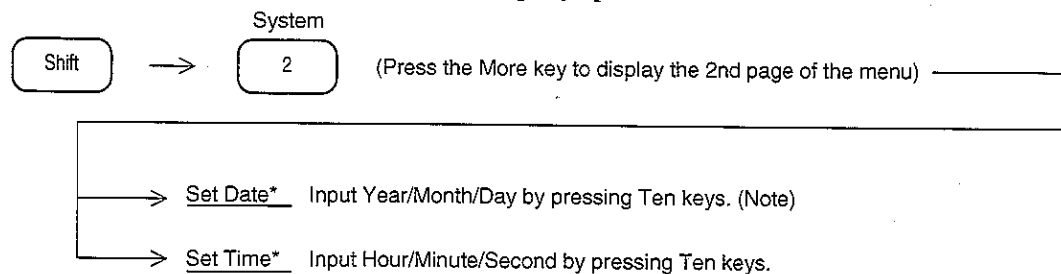 System
Shift
2
(Press the More key to display the 2nd page of the menu)
Set Date* Input Year/Month/Day by pressing Ten keys. (Note)
Set Time* Input Hour/Minute/Second by pressing Ten keys.